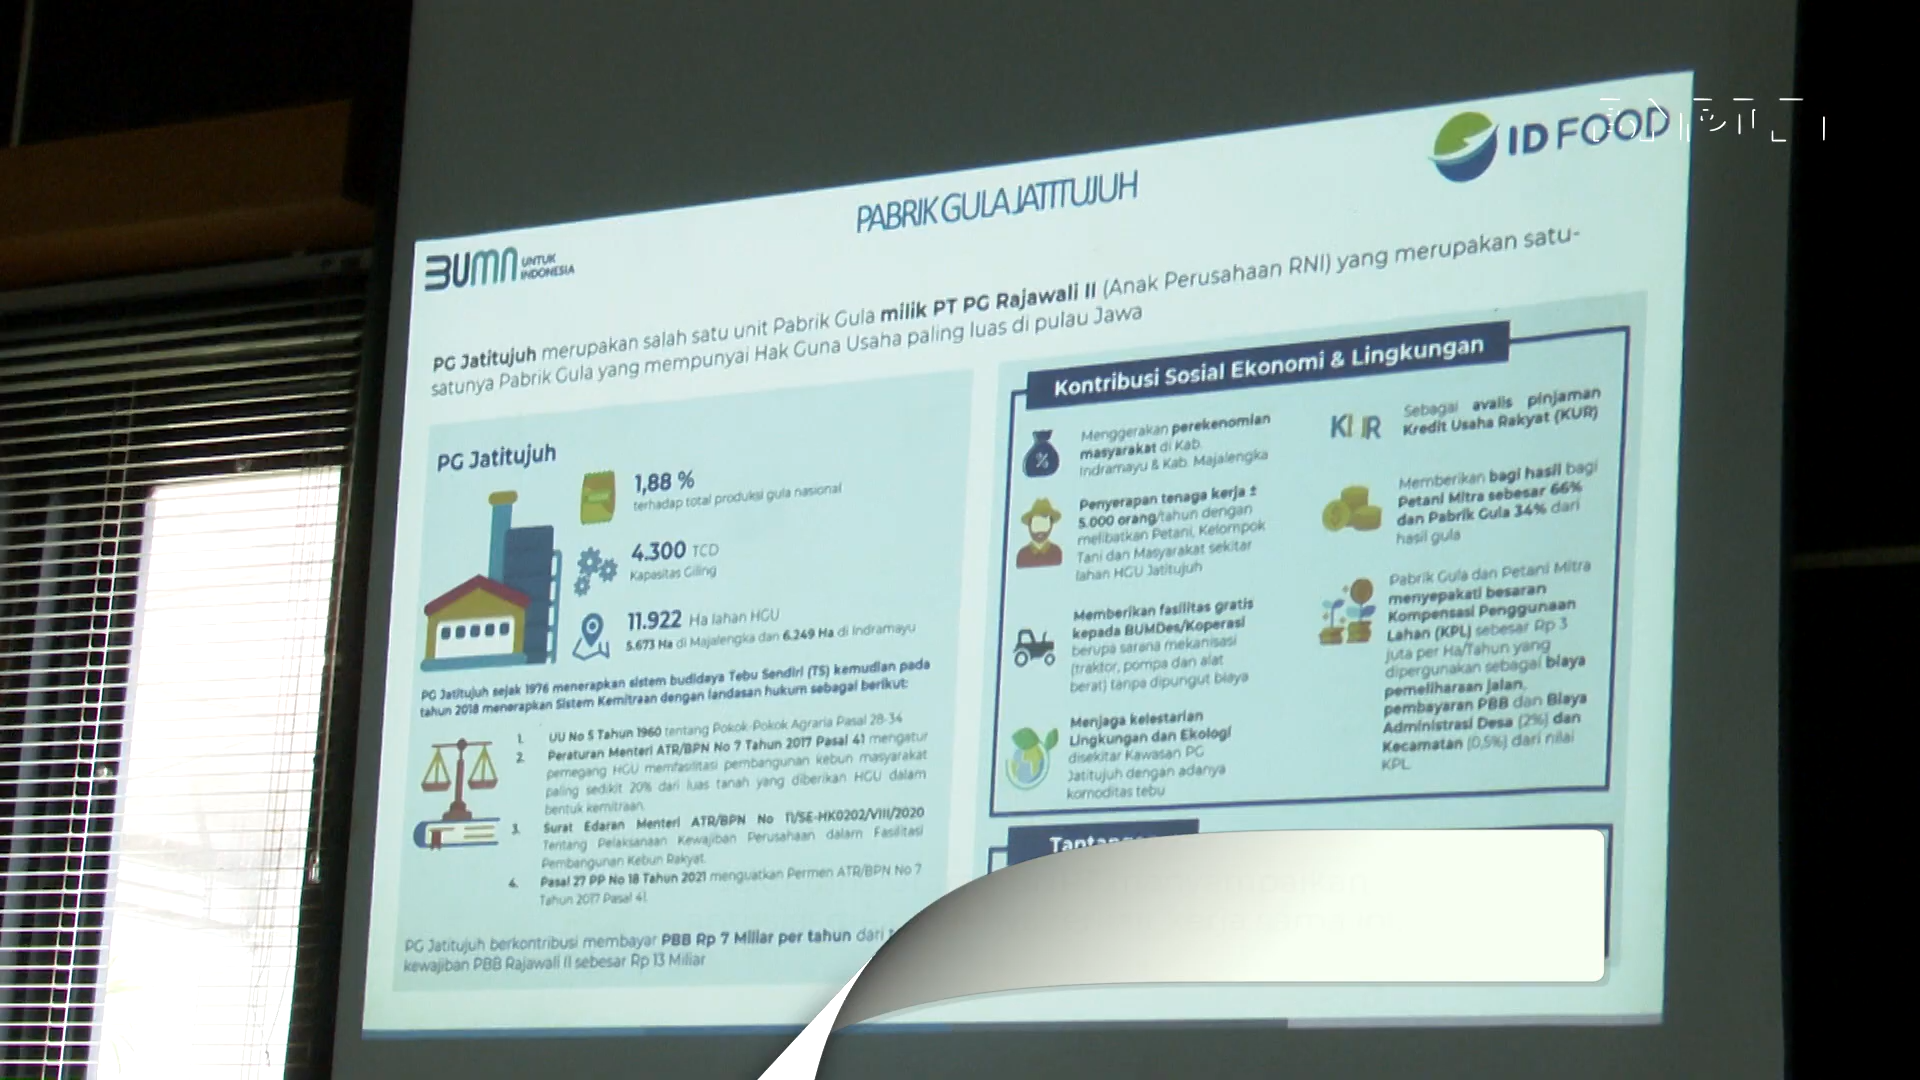 ID FOOD
PABRIK GULA JATITUJUH
BUMN UNTUK
INDONESIA
PG Jatitujuh merupakan salah satu unit Pabrik Gula milik PT PG Rajawali II (Anak Perusahaan RNI) yang merupakan satu-
satunya Pabrik Gula yang mempunyai Hak Guna Usaha paling luas di pulau Jawa
PG Jatitujuh
1,88 %
terhadap total produksi gula nasional
4.300 TCD
Kapasitas Giling
11.922 Ha lahan HGU
5.673 Ha di Majalengka dan 6.249 Ha di Indramayu
PG Jatitujuh sejak 1976 menerapkan sistem budidaya Tebu Sendiri (TS) kemudian pada
tahun 2018 menerapkan Sistem Kemitraan dengan landasan hukum sebagai berikut:
1. UU No 5 Tahun 1960 tentang Pokok-Pokok Agraria Pasal 28-34
2. Peraturan Menteri ATR/BPN No 7 Tahun 2017 Pasal 41 mengatur
pemegang HGU memfasilitasi pembangunan kebun masyarakat
paling sedikit 20% dari luas tanah yang diberikan HGU dalam
bentuk kemitraan.
3. Surat Edaran Menteri ATR/BPN No 11/SE-HK0202/VIII/2020
Tentang Pelaksanaan Kewajiban Perusahaan dalam Fasilitasi
Pembangunan Kebun Rakyat.
4. Pasal 27 PP No 18 Tahun 2021 menguatkan Permen ATR/BPN No 7
Tahun 2017 Pasal 41.
PG Jatitujuh berkontribusi membayar PBB Rp 7 Miliar per tahun dari
kewajiban PBB Rajawali II sebesar Rp 13 Miliar
Kontribusi Sosial Ekonomi & Lingkungan
Menggerakan perekonomian
masyarakat di Kab.
Indramayu & Kab. Majalengka
Penyerapan tenaga kerja ±
5.000 orang/tahun dengan
melibatkan Petani, Kelompok
Tani dan Masyarakat sekitar
lahan HGU Jatitujuh
Memberikan fasilitas gratis
kepada BUMDes/Koperasi
berupa sarana mekanisasi
(traktor, pompa dan alat
berat) tanpa dipungut biaya
Menjaga kelestarian
Lingkungan dan Ekologi
disekitar Kawasan PG
Jatitujuh dengan adanya
komoditas tebu
KUR
Sebagai avalis pinjaman
Kredit Usaha Rakyat (KUR)
Memberikan bagi hasil bagi
Petani Mitra sebesar 66%
dan Pabrik Gula 34% dari
hasil gula
Pabrik Gula dan Petani Mitra
menyepakati besaran
Kompensasi Penggunaan
Lahan (KPL) sebesar Rp 3
juta per Ha/Tahun yang
dipergunakan sebagai biaya
pemeliharaan jalan,
pembayaran PBB dan Biaya
Administrasi Desa (2%) dan
Kecamatan (0,5%) dari nilai
KPL